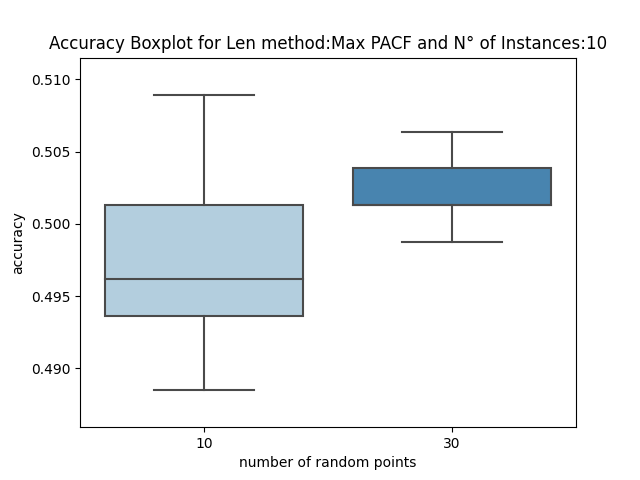 Accuracy Boxplot for Len method:Max PACF and N° of Instances:10
0.510
0.505
0.500
0.495
0.490
accuracy
10 30
number of random points